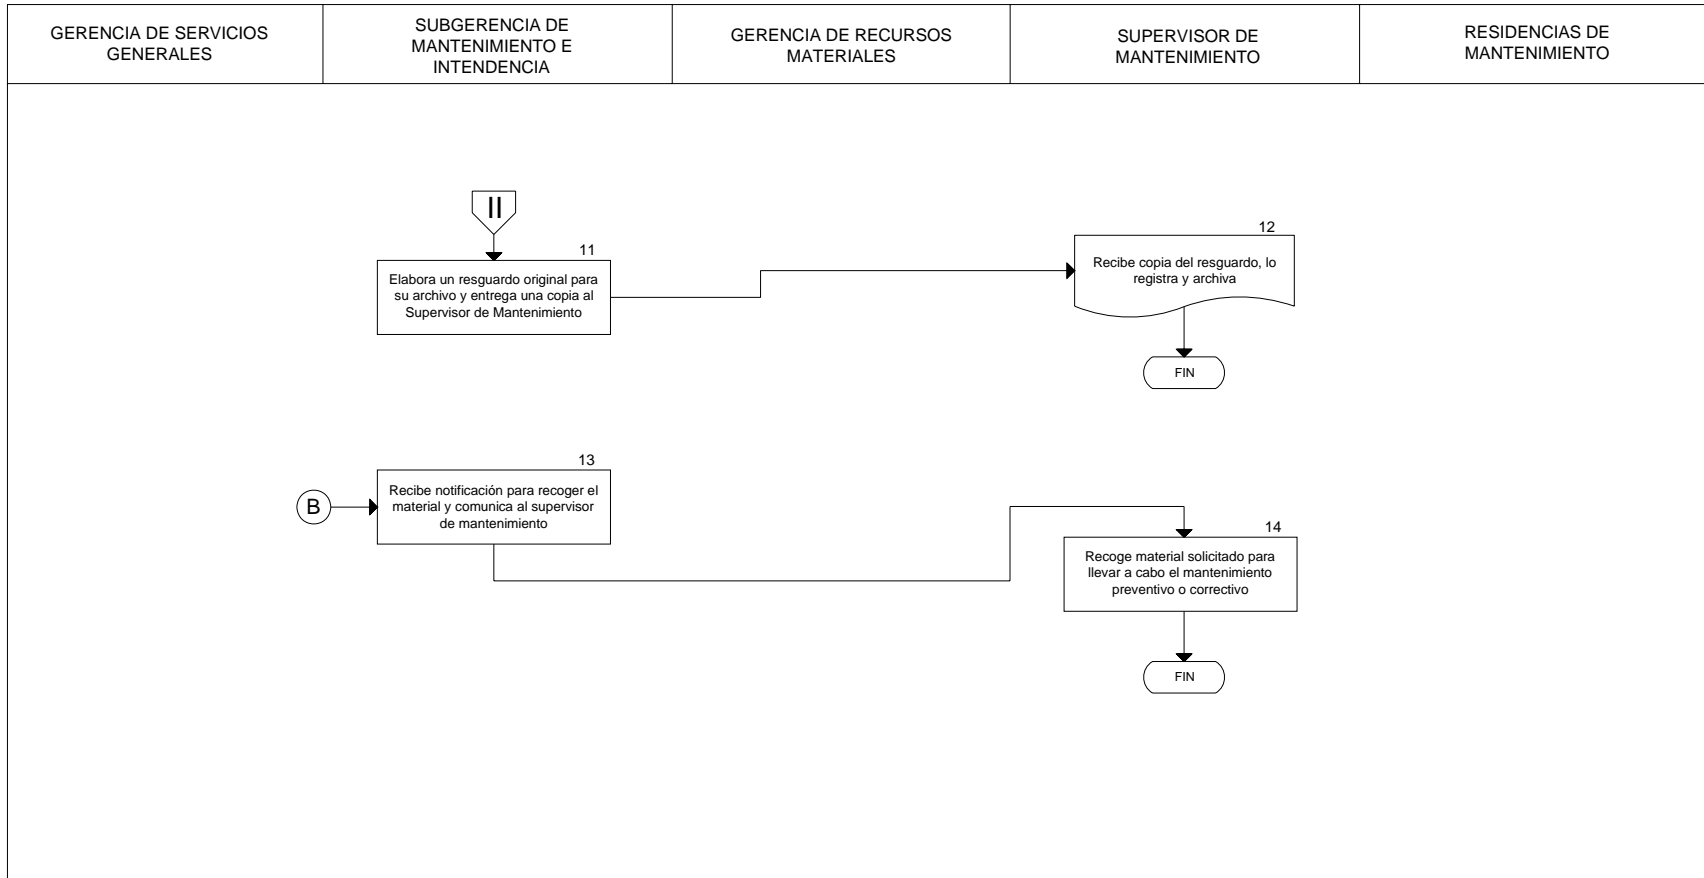 GERENCIA DE SERVICIOS
GENERALES
SUBGERENCIA DE
MANTENIMIENTO E
INTENDENCIA
GERENCIA DE RECURSOS
MATERIALES
SUPERVISOR DE
MANTENIMIENTO
RESIDENCIAS DE
MANTENIMIENTO
II
11
Elabora un resguardo original para
su archivo y entrega una copia al
Supervisor de Mantenimiento
12
Recibe copia del resguardo, lo
registra y archiva
FIN
B
13
Recibe notificación para recoger el
material y comunica al supervisor
de mantenimiento
14
Recoge material solicitado para
llevar a cabo el mantenimiento
preventivo o correctivo
FIN